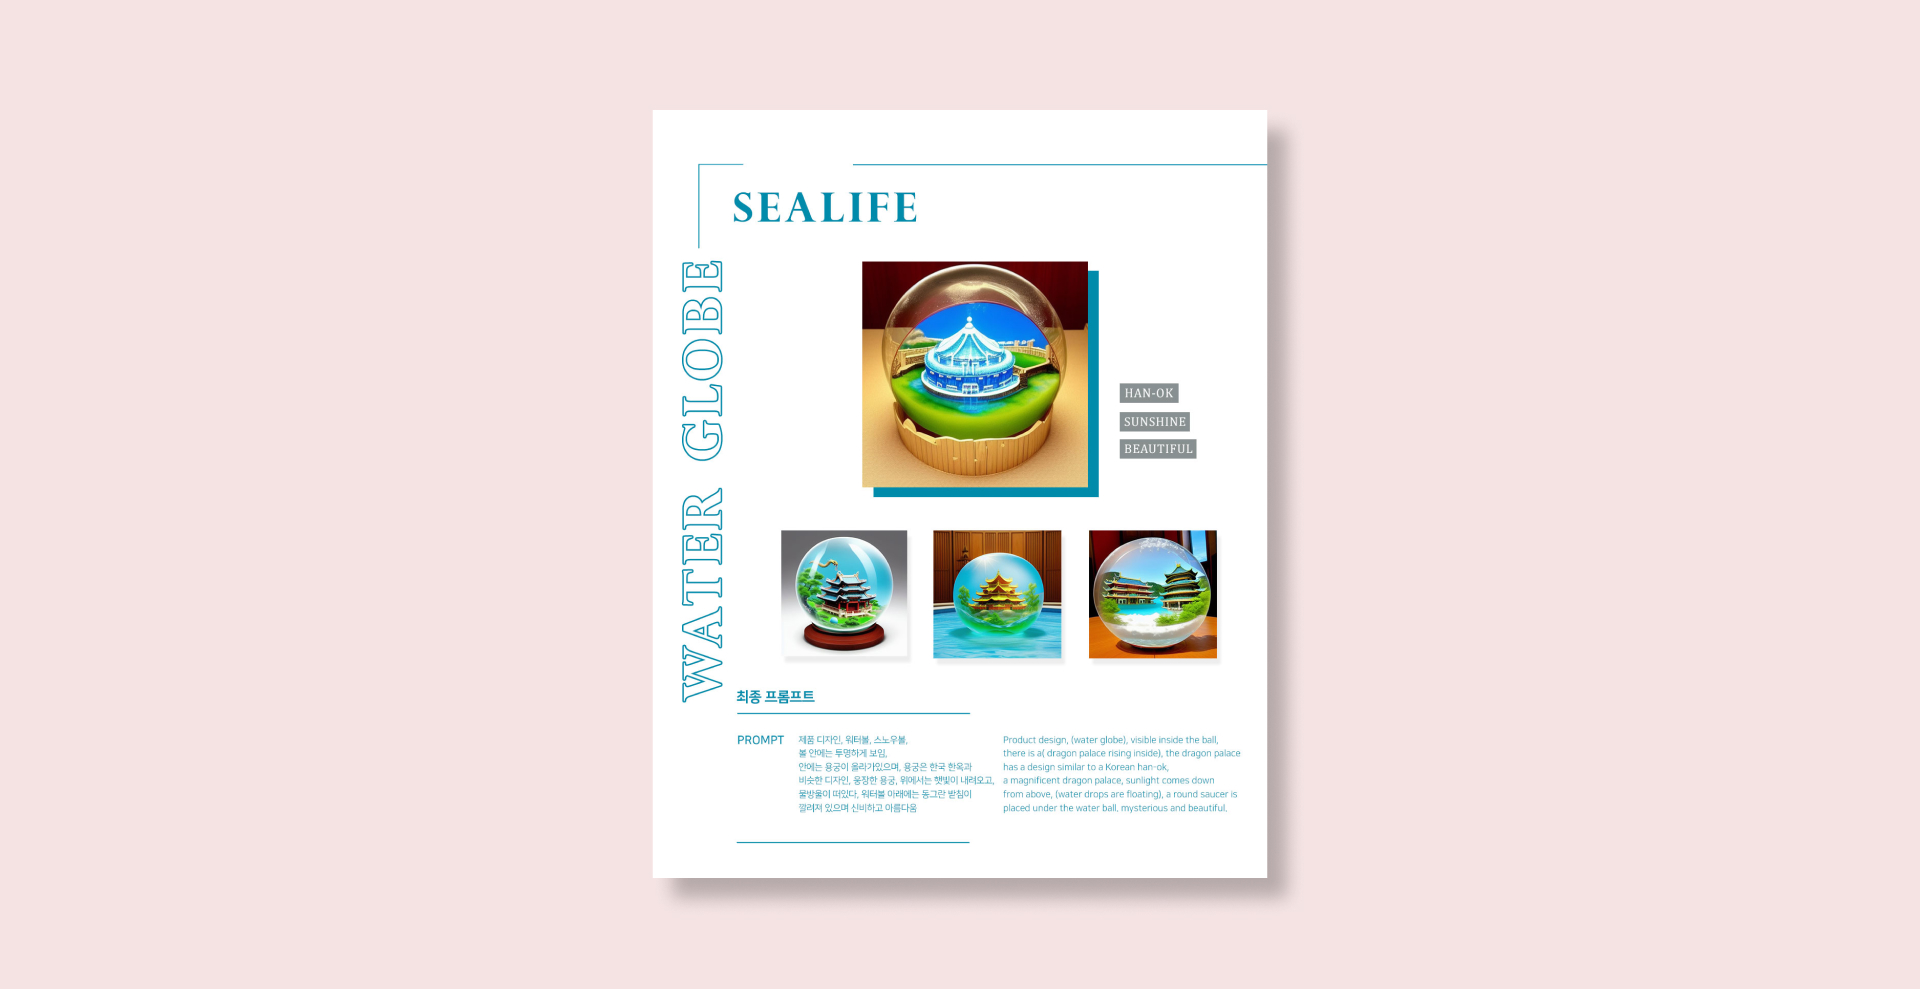 SEALIFE
WATER GLOBE
HAN-OK
SUNSHINE
BEAUTIFUL
최종 프롬프트
PROMPT
제품 디자인, 워터볼, 스노우볼,
볼 안에는 투명하게 보임,
안에는 용궁이 올라가있으며, 용궁은 한국 한옥과
비슷한 디자인, 웅장한 용궁, 위에서는 햇빛이 내려오고,
물방울이 떠있다, 워터볼 아래에는 동그란 받침이
깔려져 있으며 신비하고 아름다움
Product design, (water globe), visible inside the ball,
there is a( dragon palace rising inside), the dragon palace
has a design similar to a Korean han-ok,
a magnificent dragon palace, sunlight comes down
from above, (water drops are floating), a round saucer is
placed under the water ball. mysterious and beautiful.